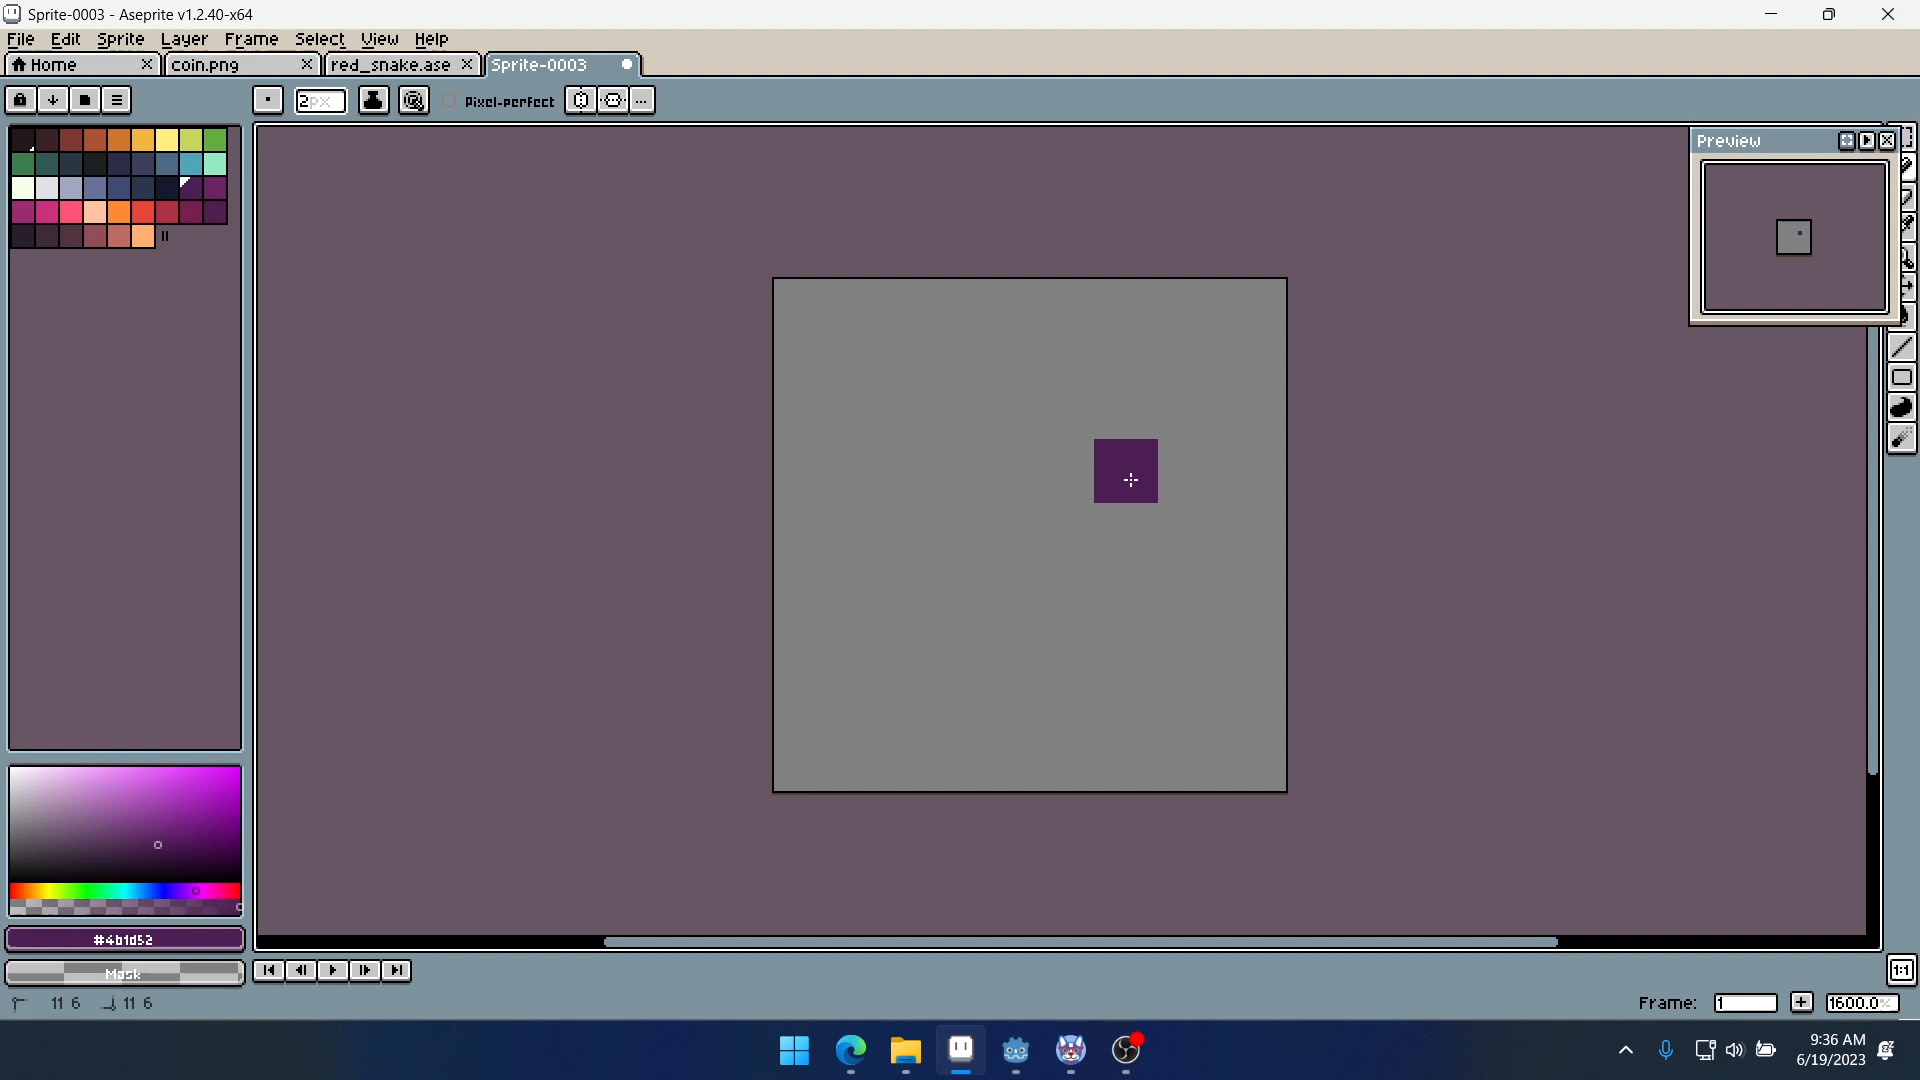 Sprite-0003 - Aseprite v1.2.40-x64
File Edit Sprite Layer Frame Select View Help
Home coin.png red_snake.ase Sprite-0003
2px Pixel-perfect
Preview
#4b1d52
Mask
1:1
11 6 11 6 Frame: 1 1600.0%
9:36 AM
6/19/2023